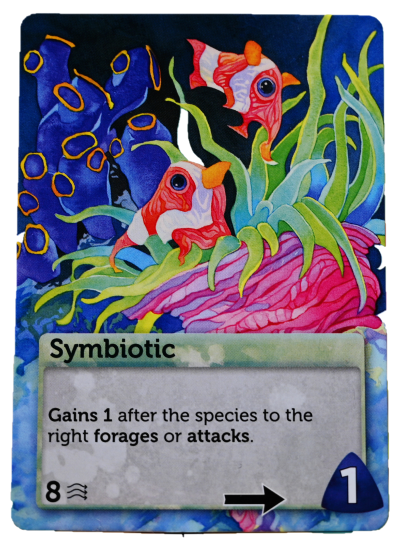 Symbiotic
Gains 1 after the species to the
right forages or attacks.
8
1